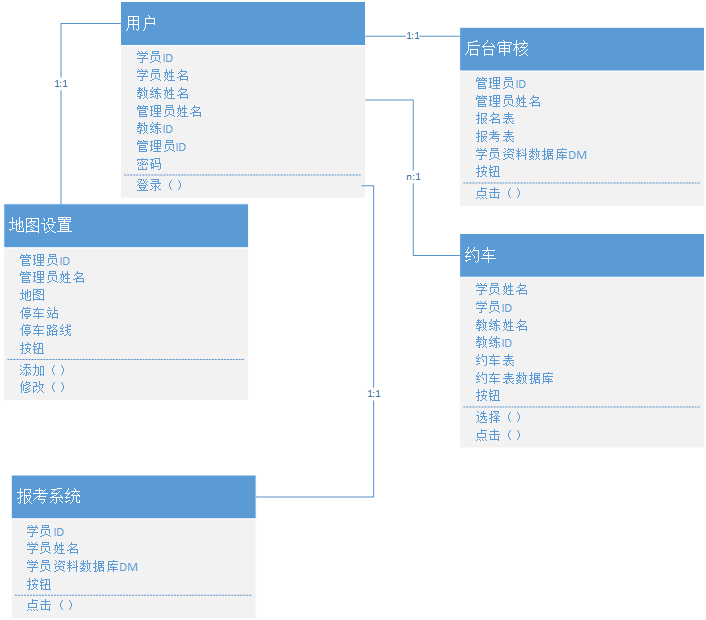 用户
学员ID
学员姓名
教练姓名
管理员姓名
教练ID
管理员ID
密码
登录（）
1:1
1:1
n:1
1:1
后台审核
管理员ID
管理员姓名
报名表
报考表
学员资料数据库DM
按钮
点击（）
地图设置
管理员ID
管理员姓名
地图
停车站
停车路线
按钮
添加（）
修改（）
约车
学员姓名
学员ID
教练姓名
教练ID
约车表
约车表数据库
按钮
选择（）
点击（）
报考系统
学员ID
学员姓名
学员资料数据库DM
按钮
点击（）